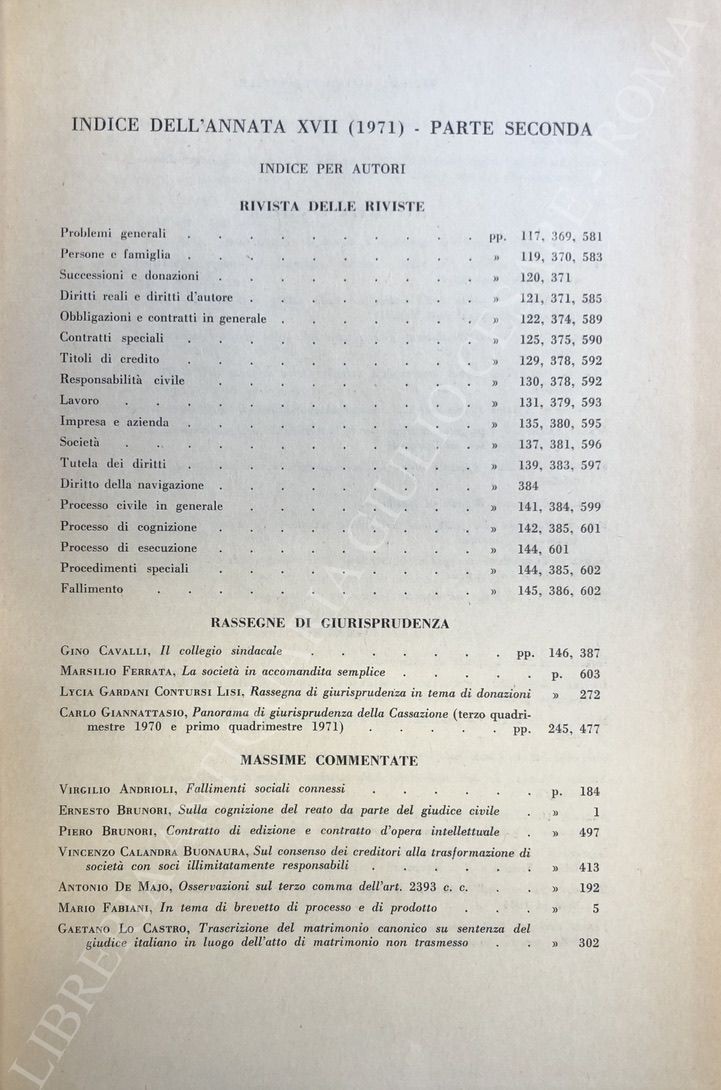 INDICE DELL'ANNATA XVII (1971) - PARTE SECONDA
INDICE PER AUTORI
RIVISTA DELLE RIVISTE
Problemi generali . . . . . . . . . . pp. 117, 369, 581
Persone e famiglia . . . . . . . . . . » 119, 370, 583
Successioni e donazioni . . . . . . . . . » 120, 371
Diritti reali e diritti d'autore . . . . . . . . » 121, 371, 585
Obbligazioni e contratti in generale . . . . . . . » 122, 374, 589
Contratti speciali . . . . . . . . . . » 125, 375, 590
Titoli di credito . . . . . . . . . . » 129, 378, 592
Responsabilità civile . . . . . . . . » 130, 378, 592
Lavoro . . . . . . . . . . . . » 131, 379, 593
Impresa e azienda . . . . . . . . . . » 135, 380, 595
Società . . . . . . . . . . . . » 137, 381, 596
Tutela dei diritti . . . . . . . . . . » 139, 383, 597
Diritto della navigazione . . . . . . . . . » 384
Processo civile in generale . . . . . . . . » 141, 384, 599
Processo di cognizione . . . . . . . . . » 142, 385, 601
Processo di esecuzione . . . . . . . . . » 144, 601
Procedimenti speciali . . . . . . . . . » 144, 385, 602
Fallimento . . . . . . . . . . . » 145, 386, 602
RASSEGNE DI GIURISPRUDENZA
GINO CAVALLI, Il collegio sindacale . . . . . . . pp. 146, 387
MARSILIO FERRATA, La società in accomandita semplice . . . . . p. 603
LYCIA GARDANI CONTURSI LISI, Rassegna di giurisprudenza in tema di donazioni » 272
CARLO GIANNATTASIO, Panorama di giurisprudenza della Cassazione (terzo quadri-
mestre 1970 e primo quadrimestre 1971) . . . . . pp. 245, 477
MASSIME COMMENTATE
VIRGILIO ANDRIOLI, Fallimenti sociali connessi . . . . . . p. 184
ERNESTO BRUNORI, Sulla cognizione del reato da parte del giudice civile . » 1
PIERO BRUNORI, Contratto di edizione e contratto d'opera intellettuale . » 497
VINCENZO CALANDRA BUONAURA, Sul consenso dei creditori alla trasformazione di
società con soci illimitatamente responsabili . . . . . . » 413
ANTONIO DE MAJO, Osservazioni sul terzo comma dell'art. 2393 c. c. . . » 192
MARIO FABIANI, In tema di brevetto di processo e di prodotto . . . » 5
GAETANO LO CASTRO, Trascrizione del matrimonio canonico su sentenza del
giudice italiano in luogo dell'atto di matrimonio non trasmesso . . » 302